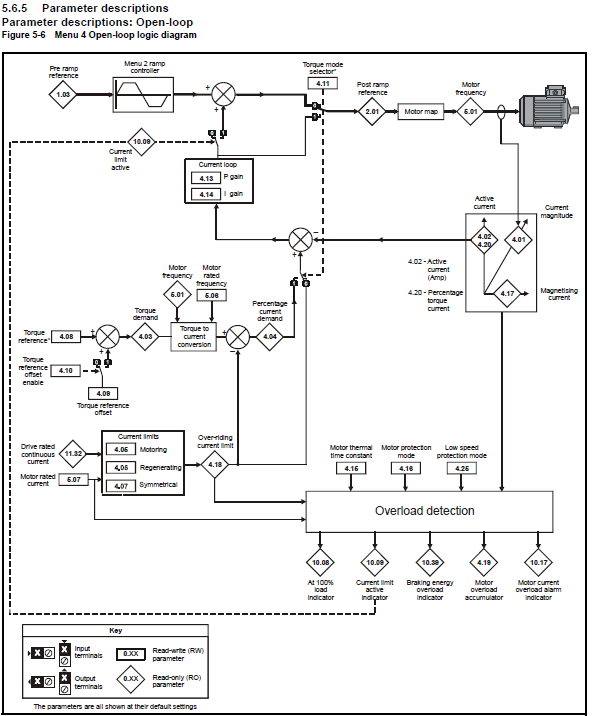 5.6.5 Parameter descriptions
Parameter descriptions: Open-loop
Figure 5-6 Menu 4 Open-loop logic diagram
Pre ramp
reference
1.03
Menu 2 ramp
controller
+
+
Torque mode
selector*
4.11
Post ramp
reference
2.01
Motor map
Motor
frequency
5.01
10.09
Current
limit
active
0 1
Current loop
4.13 P gain
4.14 I gain
0
1
Active
current
4.02
4.20
4.01
Current
magnitude
4.02 - Active
current
(Amp)
4.20 - Percentage
torque
current
4.17
Magnetising
current
–
+
1 0
Motor
frequency
5.01
Motor
rated
frequency
5.06
Torque
demand
4.03
Torque to
current
conversion
Percentage
current
demand
4.04
+
–
Torque
reference*
4.08
+
+
Torque
reference
offset
enable
4.10
0 1
4.09
Torque reference
offset
Drive rated
continuous
current
11.32
Motor rated
current
5.07
Current limits
4.05 Motoring
4.05 Regenerating
4.07 Symmetrical
Over-riding
current limit
4.18
Motor thermal
time constant
4.15
Motor protection
mode
4.16
Low speed
protection mode
4.25
Overload detection
10.08
At 100%
load
indicator
10.09
Current limit
active
indicator
10.39
Braking energy
overload
indicator
4.19
Motor
overload
accumulator
10.17
Motor current
overload alarm
indicator
Key
X
X
Input
terminals
X
X
Output
terminals
0.XX
Read-write (RW)
parameter
0.XX
Read-only (RO)
parameter
The parameters are all shown at their default settings